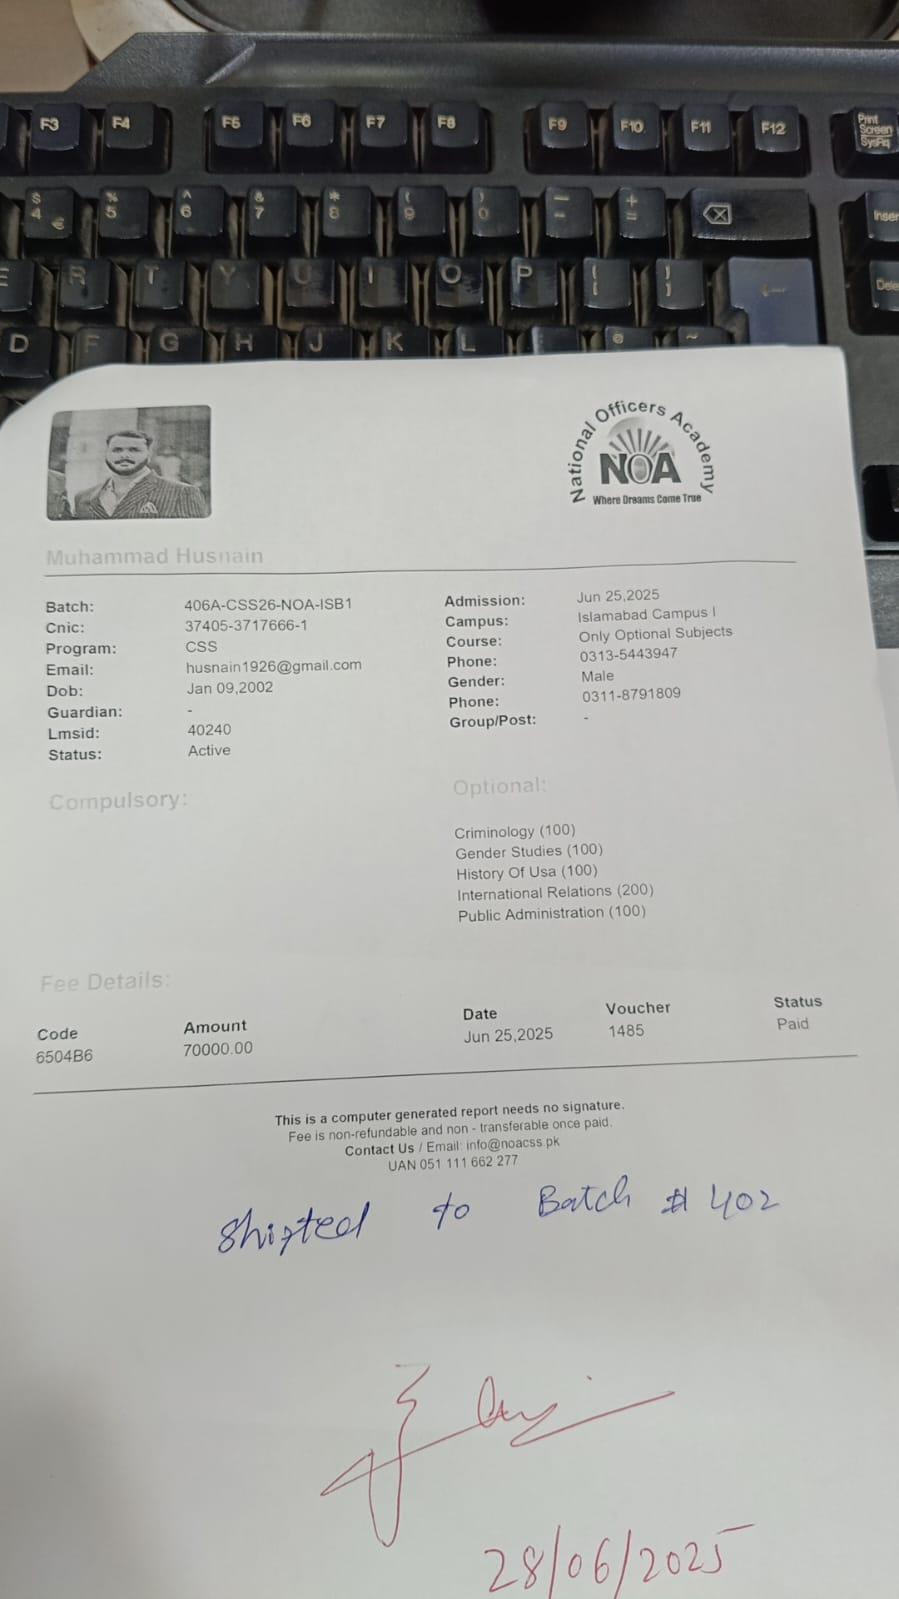 F3 F4 F5 F6 F7 F8 F9 F10 F11 F12 Print Screen SysRq
$ 4 € % 5 ^ 6 & 7 * 8 ( 9 ) 0 _ - + =
E R T Y U I O P { [ } ]
D F G H J K L @ ~
National Officers Academy
NOA
Where Dreams Come True
Muhammad Husnain
Batch: 406A-CSS26-NOA-ISB1
Cnic: 37405-3717666-1
Program: CSS
Email: husnain1926@gmail.com
Dob: Jan 09,2002
Guardian: -
Lmsid: 40240
Status: Active
Admission: Jun 25,2025
Campus: Islamabad Campus I
Course: Only Optional Subjects
Phone: 0313-5443947
Gender: Male
Phone: 0311-8791809
Group/Post: -
Compulsory:
Optional:
Criminology (100)
Gender Studies (100)
History Of Usa (100)
International Relations (200)
Public Administration (100)
Fee Details:
Code Amount Date Voucher Status
6504B6 70000.00 Jun 25,2025 1485 Paid
This is a computer generated report needs no signature.
Fee is non-refundable and non - transferable once paid.
Contact Us / Email: info@noacss.pk
UAN 051 111 662 277
Shifted to Batch # 402
28/06/2025